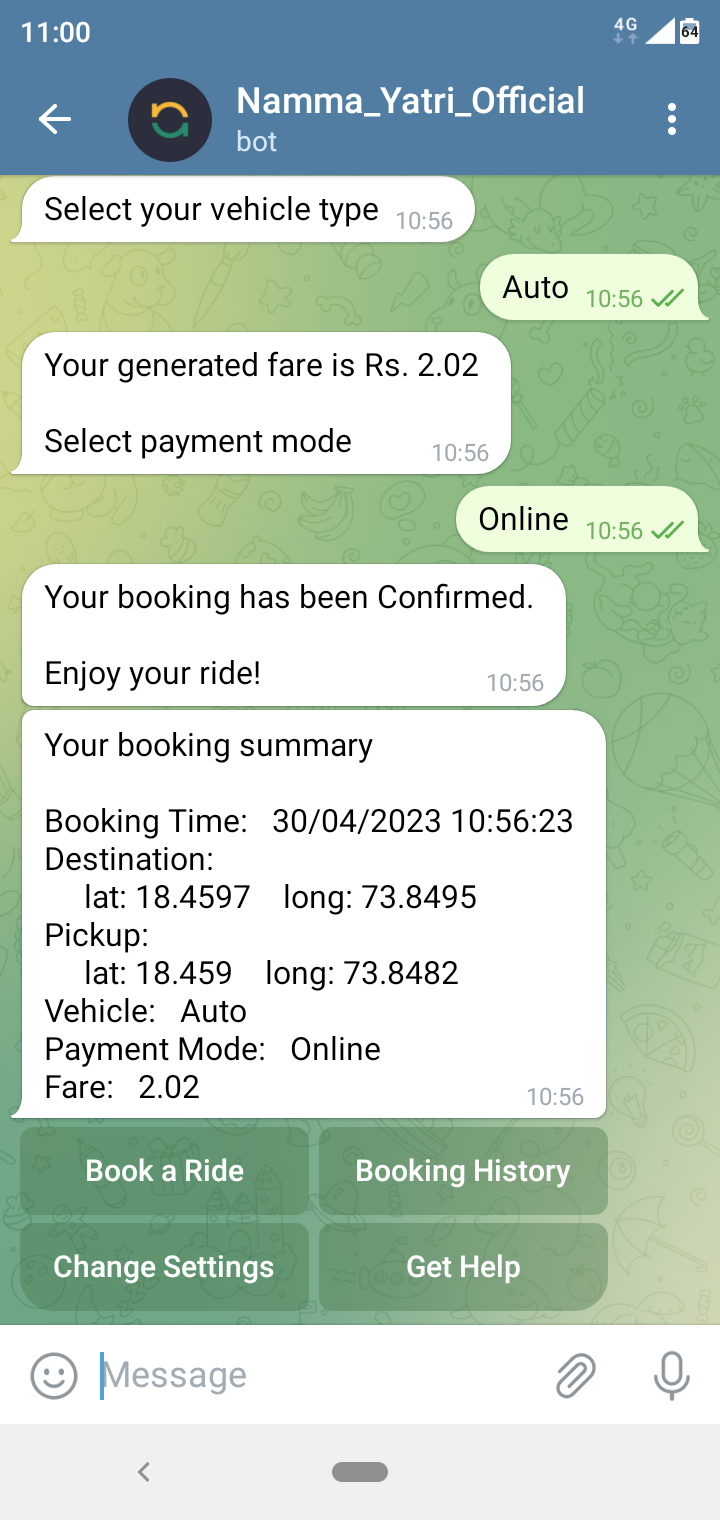 11:00
4G
64
Namma_Yatri_Official
bot
Select your vehicle type 10:56
Auto 10:56
Your generated fare is Rs. 2.02
Select payment mode 10:56
Online 10:56
Your booking has been Confirmed.
Enjoy your ride! 10:56
Your booking summary
Booking Time: 30/04/2023 10:56:23
Destination:
lat: 18.4597 long: 73.8495
Pickup:
lat: 18.459 long: 73.8482
Vehicle: Auto
Payment Mode: Online
Fare: 2.02 10:56
Book a Ride Booking History
Change Settings Get Help
Message